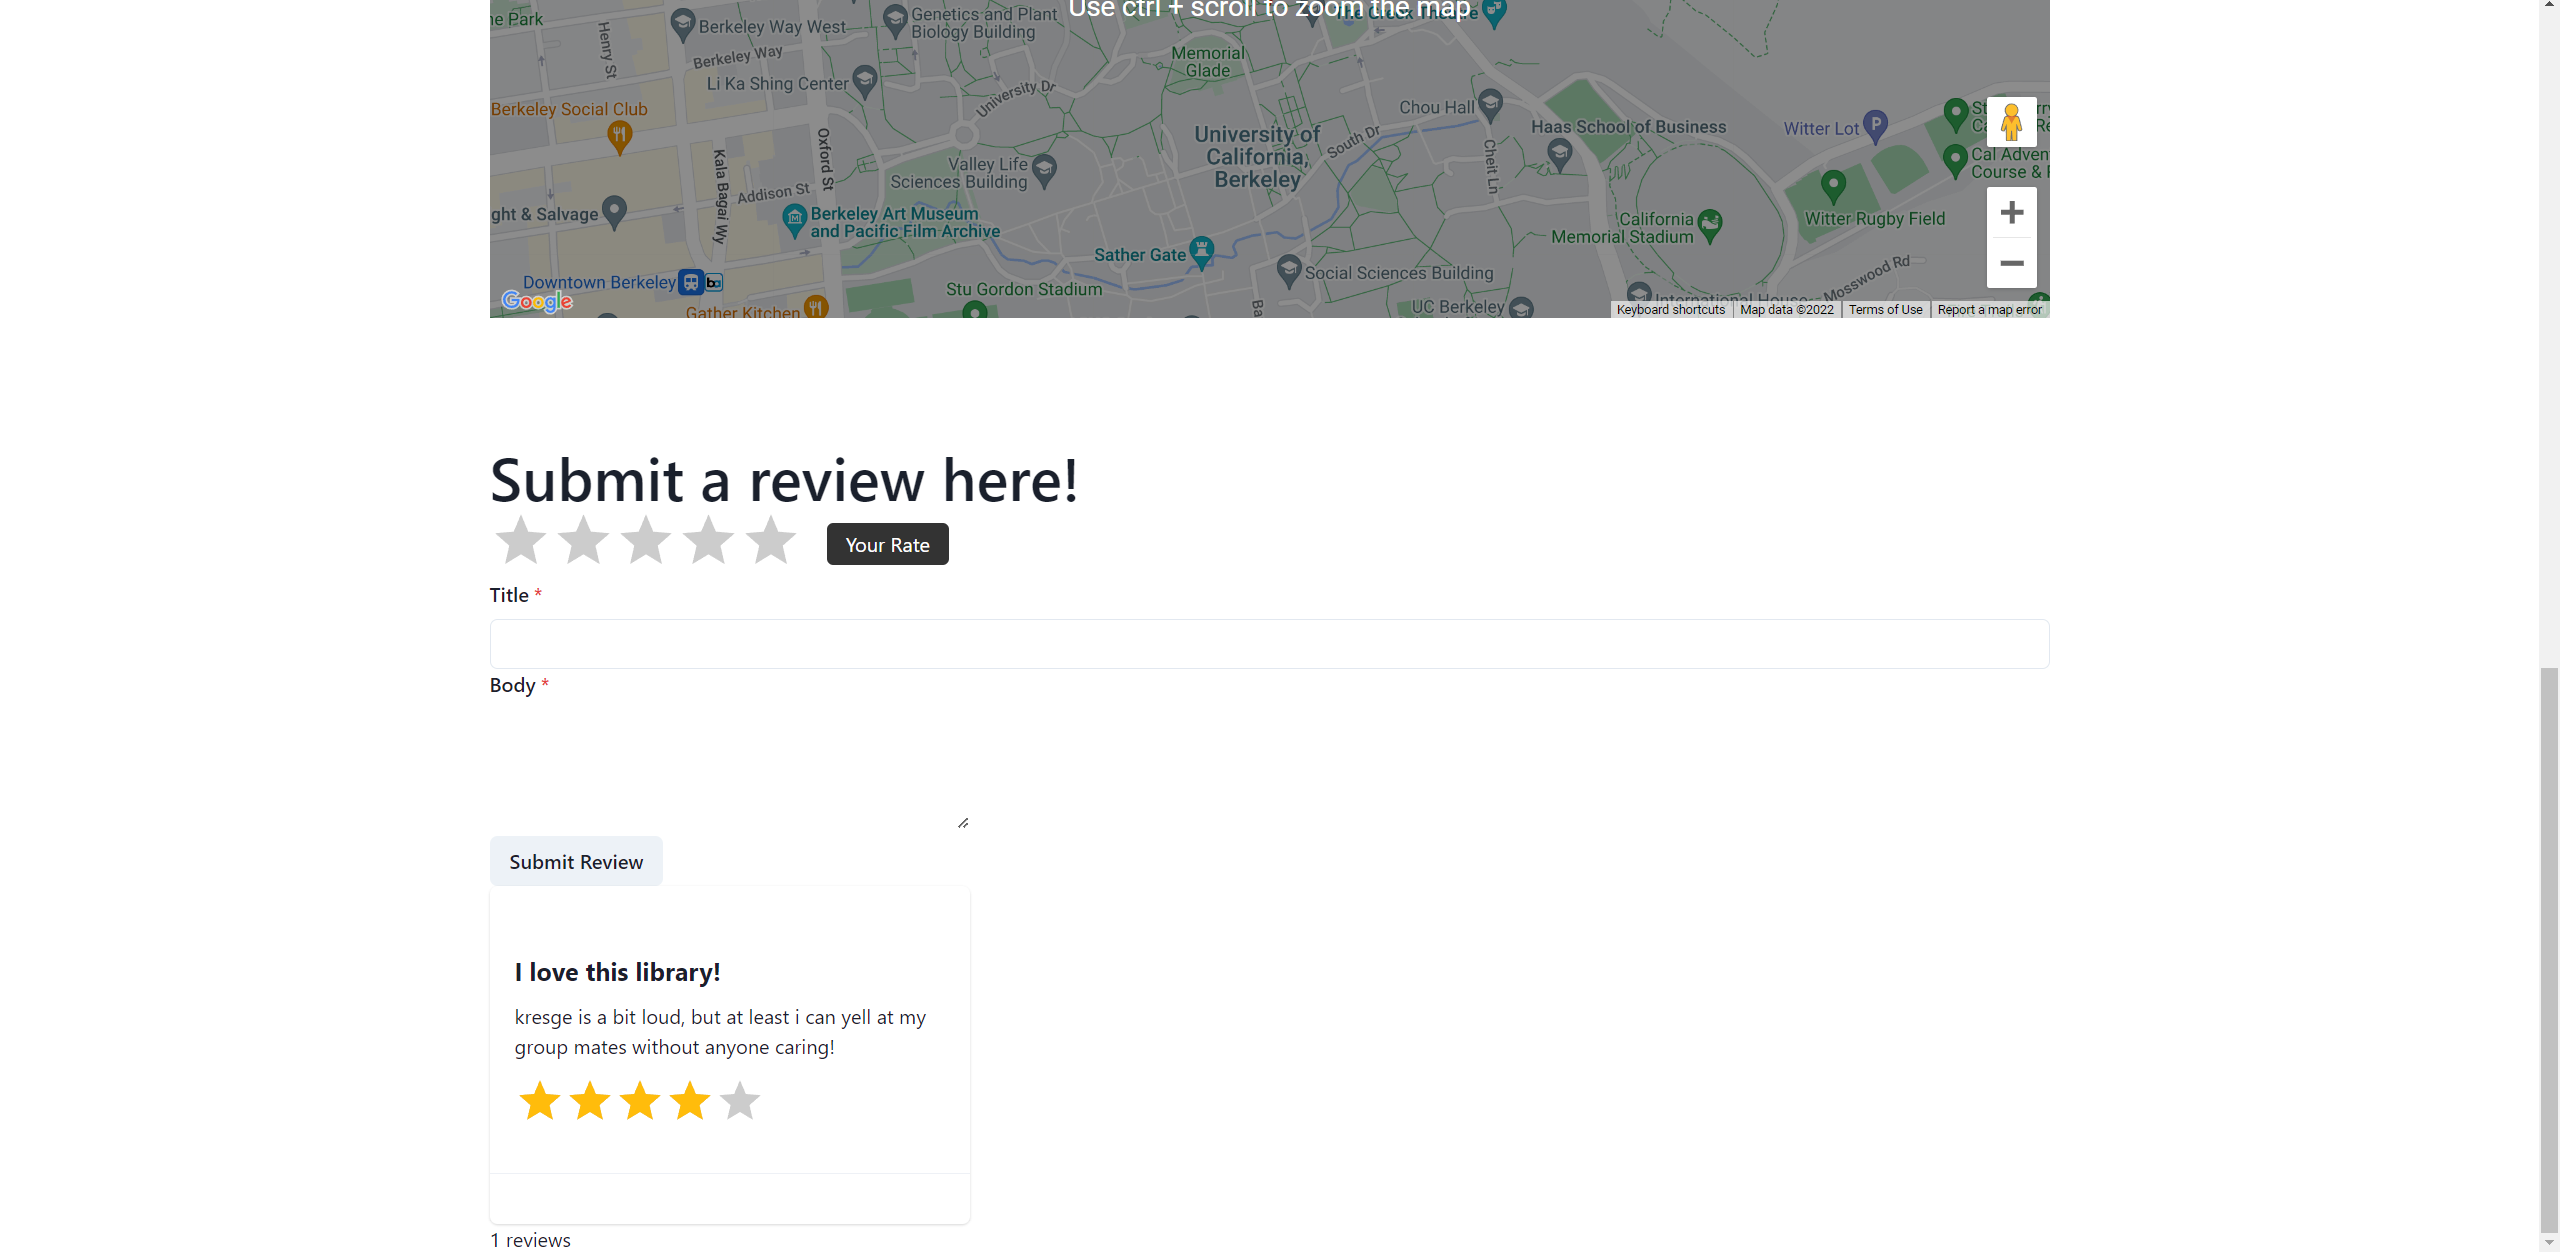 Use ctrl + scroll to zoom the map
The Greek Theatre
he Park
Henry St
Berkeley Way West
Berkeley Way
Genetics and Plant
Biology Building
Memorial
Glade
Li Ka Shing Center
University Dr
Berkeley Social Club
Oxford St
Chou Hall
Haas School of Business
Witter Lot
University of
California,
Berkeley
South Dr
Cheit Ln
Cal Adven
Course & R
Kala Bagai Wy
Valley Life
Sciences Building
Addison St
ght & Salvage
Berkeley Art Museum
and Pacific Film Archive
California
Memorial Stadium
Witter Rugby Field
Sather Gate
Social Sciences Building
Downtown Berkeley
Stu Gordon Stadium
Mosswood Rd
International House
Google
Gather Kitchen
Ba
UC Berkeley
Keyboard shortcuts
Map data ©2022
Terms of Use
Report a map error
Submit a review here!
Your Rate
Title *
Body *
Submit Review
I love this library!
kresge is a bit loud, but at least i can yell at my
group mates without anyone caring!
1 reviews